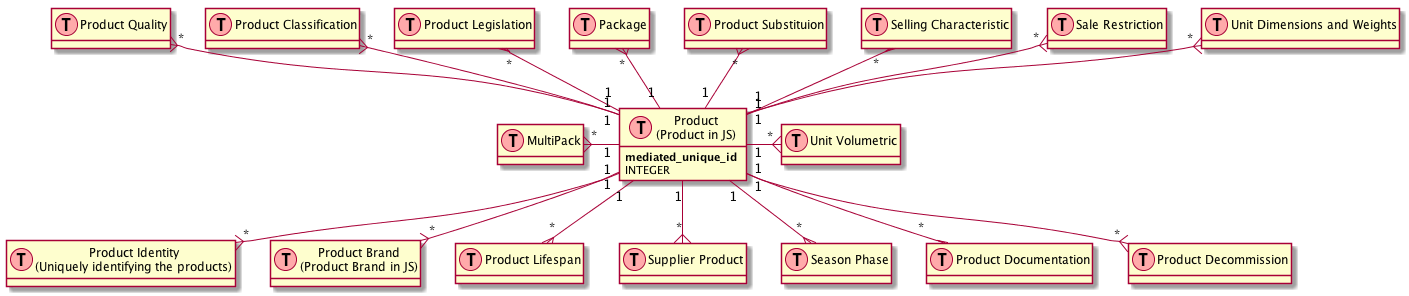 T Product Quality
T Product Classification
T Product Legislation
T Package
T Product Substituion
T Selling Characteristic
T Sale Restriction
T Unit Dimensions and Weights
* * * * * * * *
1 1 1 1 1 1 1 1
T Product
(Product in JS)
mediated_unique_id
INTEGER
T MultiPack
* 1
T Unit Volumetric
1 *
1 1 1 1 1 1 1
* * * * * * *
T Product Identity
(Uniquely identifying the products)
T Product Brand
(Product Brand in JS)
T Product Lifespan
T Supplier Product
T Season Phase
T Product Documentation
T Product Decommission